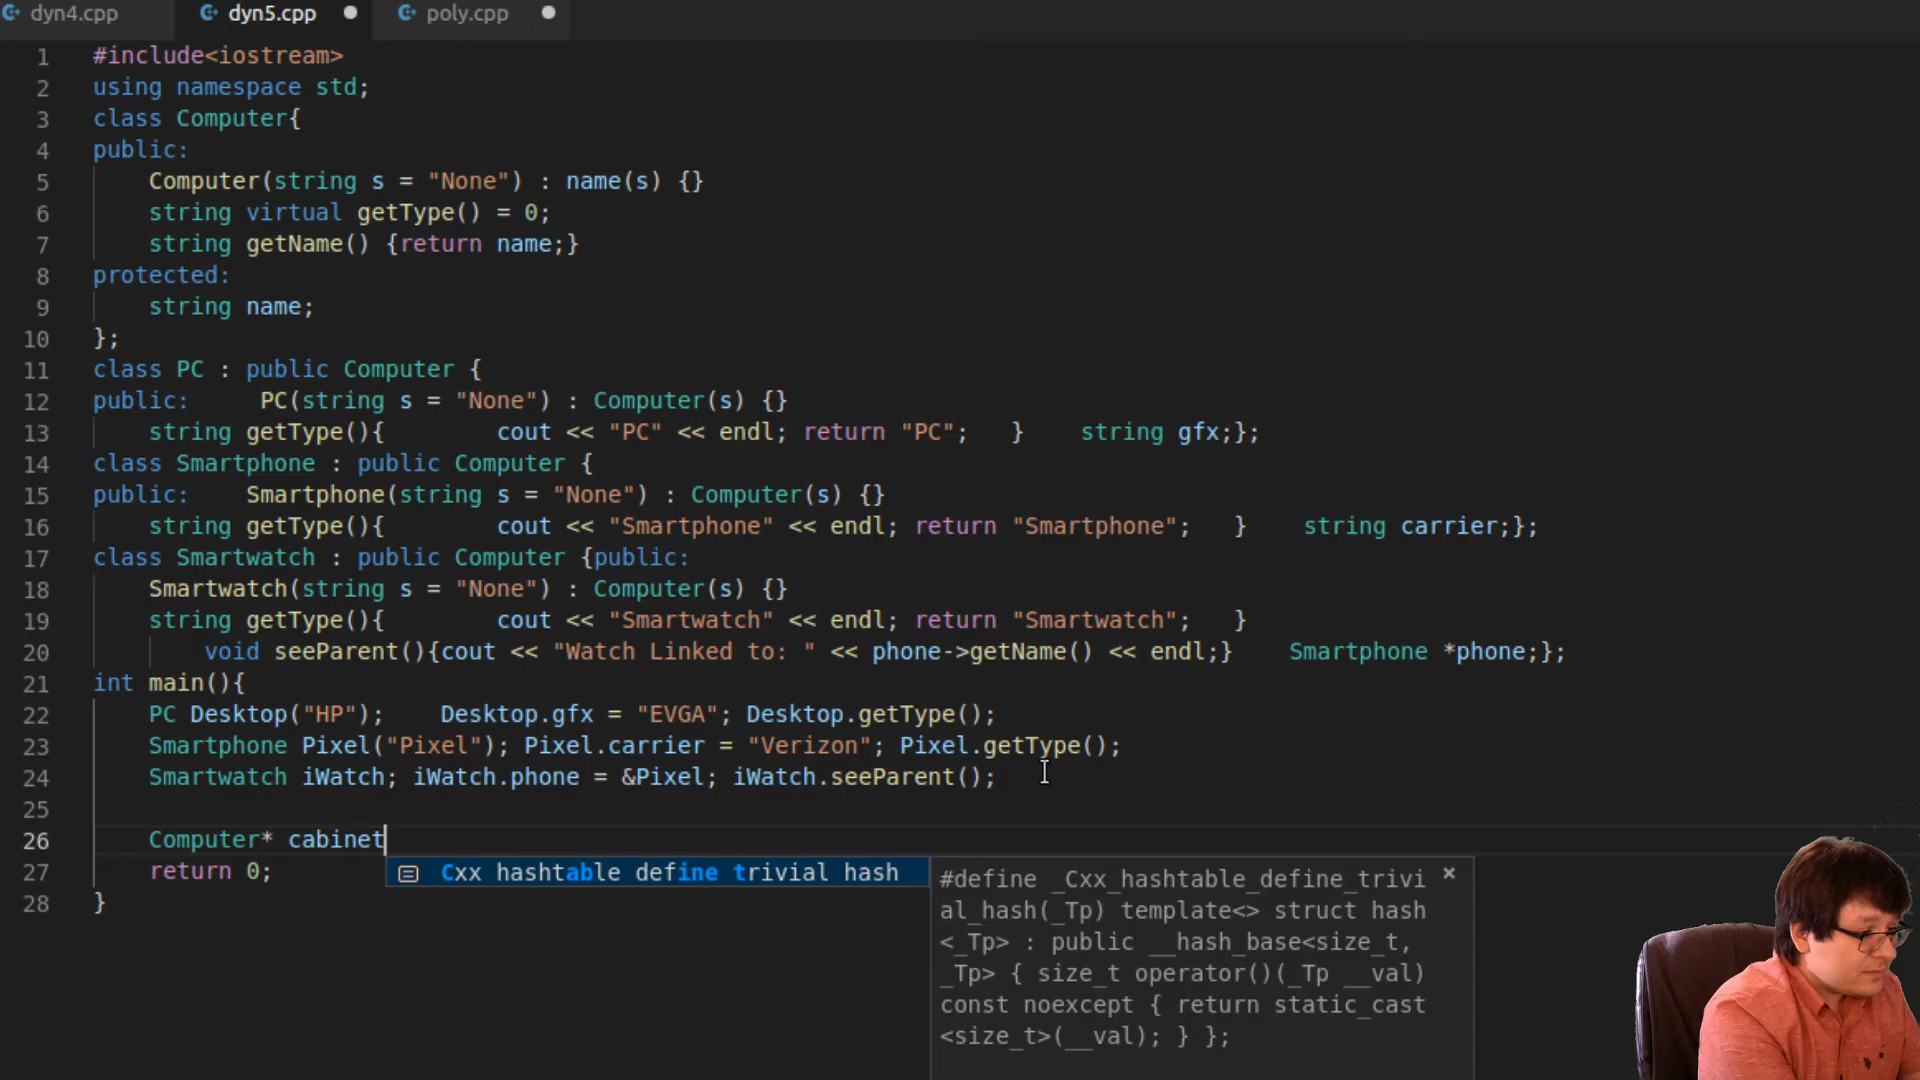 dyn4.cpp dyn5.cpp poly.cpp
1 #include<iostream>
2 using namespace std;
3 class Computer{
4 public:
5 Computer(string s = "None") : name(s) {}
6 string virtual getType() = 0;
7 string getName() {return name;}
8 protected:
9 string name;
10 };
11 class PC : public Computer {
12 public: PC(string s = "None") : Computer(s) {}
13 string getType(){ cout << "PC" << endl; return "PC"; } string gfx;};
14 class Smartphone : public Computer {
15 public: Smartphone(string s = "None") : Computer(s) {}
16 string getType(){ cout << "Smartphone" << endl; return "Smartphone"; } string carrier;};
17 class Smartwatch : public Computer {public:
18 Smartwatch(string s = "None") : Computer(s) {}
19 string getType(){ cout << "Smartwatch" << endl; return "Smartwatch"; }
20 void seeParent(){cout << "Watch Linked to: " << phone->getName() << endl;} Smartphone *phone;};
21 int main(){
22 PC Desktop("HP"); Desktop.gfx = "EVGA"; Desktop.getType();
23 Smartphone Pixel("Pixel"); Pixel.carrier = "Verizon"; Pixel.getType();
24 Smartwatch iWatch; iWatch.phone = &Pixel; iWatch.seeParent();
25
26 Computer* cabinet
27 return 0;
28 }
Cxx hashtable define trivial hash
#define _Cxx_hashtable_define_trivi
al_hash(_Tp) template<> struct hash
<_Tp> : public __hash_base<size_t,
_Tp> { size_t operator()(_Tp __val)
const noexcept { return static_cast
<size_t>(__val); } };